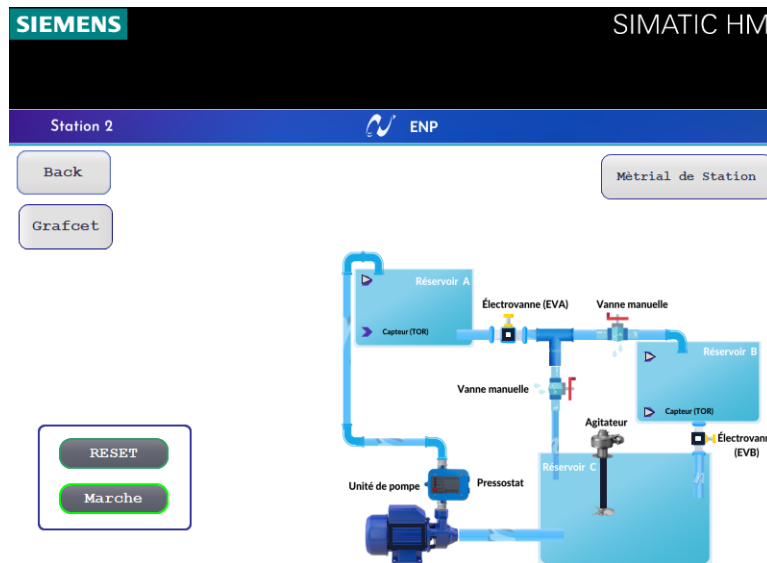 SIEMENS
SIMATIC HM
Station 2
ENP
Back
Mètrial de Station
Grafcet
Réservoir A
Électrovanne (EVA)
Vanne manuelle
Capteur (TOR)
Réservoir B
Vanne manuelle
Capteur (TOR)
Agitateur
Électrovann
(EVB)
RESET
Réservoir C
Unité de pompe
Pressostat
Marche